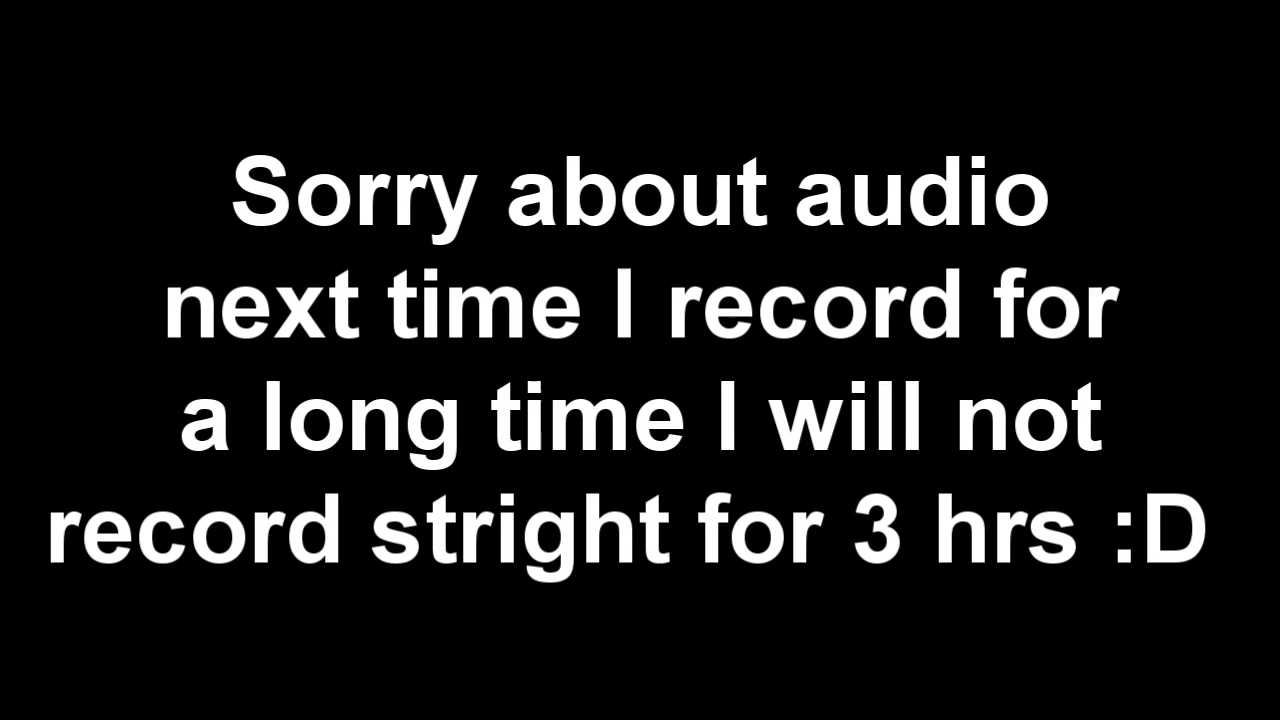 Sorry about audio
next time I record for
a long time I will not
record stright for 3 hrs :D